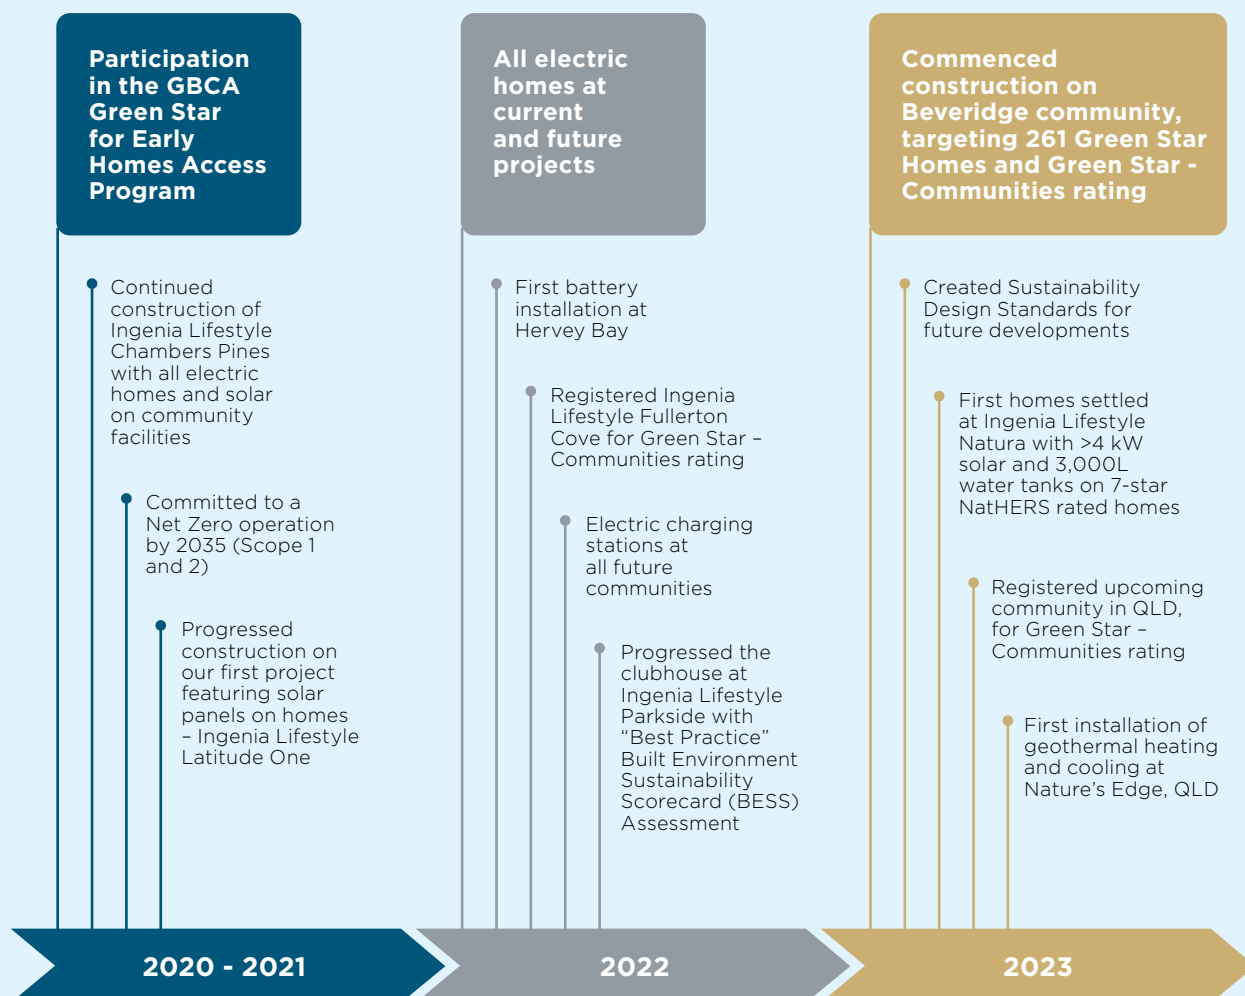 Participation
in the GBCA
Green Star
for Early
Homes Access
Program
Continued
construction of
Ingenia Lifestyle
Chambers Pines
with all electric
homes and solar
on community
facilities
Committed to a
Net Zero operation
by 2035 (Scope 1
and 2)
Progressed
construction on
our first project
featuring solar
panels on homes
– Ingenia Lifestyle
Latitude One
2020 - 2021
All electric
homes at
current
and future
projects
First battery
installation at
Hervey Bay
Registered Ingenia
Lifestyle Fullerton
Cove for Green Star –
Communities rating
Electric charging
stations at
all future
communities
Progressed the
clubhouse at
Ingenia Lifestyle
Parkside with
“Best Practice”
Built Environment
Sustainability
Scorecard (BESS)
Assessment
2022
Commenced
construction on
Beveridge community,
targeting 261 Green Star
Homes and Green Star -
Communities rating
Created Sustainability
Design Standards for
future developments
First homes settled
at Ingenia Lifestyle
Natura with >4 kW
solar and 3,000L
water tanks on 7-star
NatHERS rated homes
Registered upcoming
community in QLD,
for Green Star –
Communities rating
First installation of
geothermal heating
and cooling at
Nature’s Edge, QLD
2023